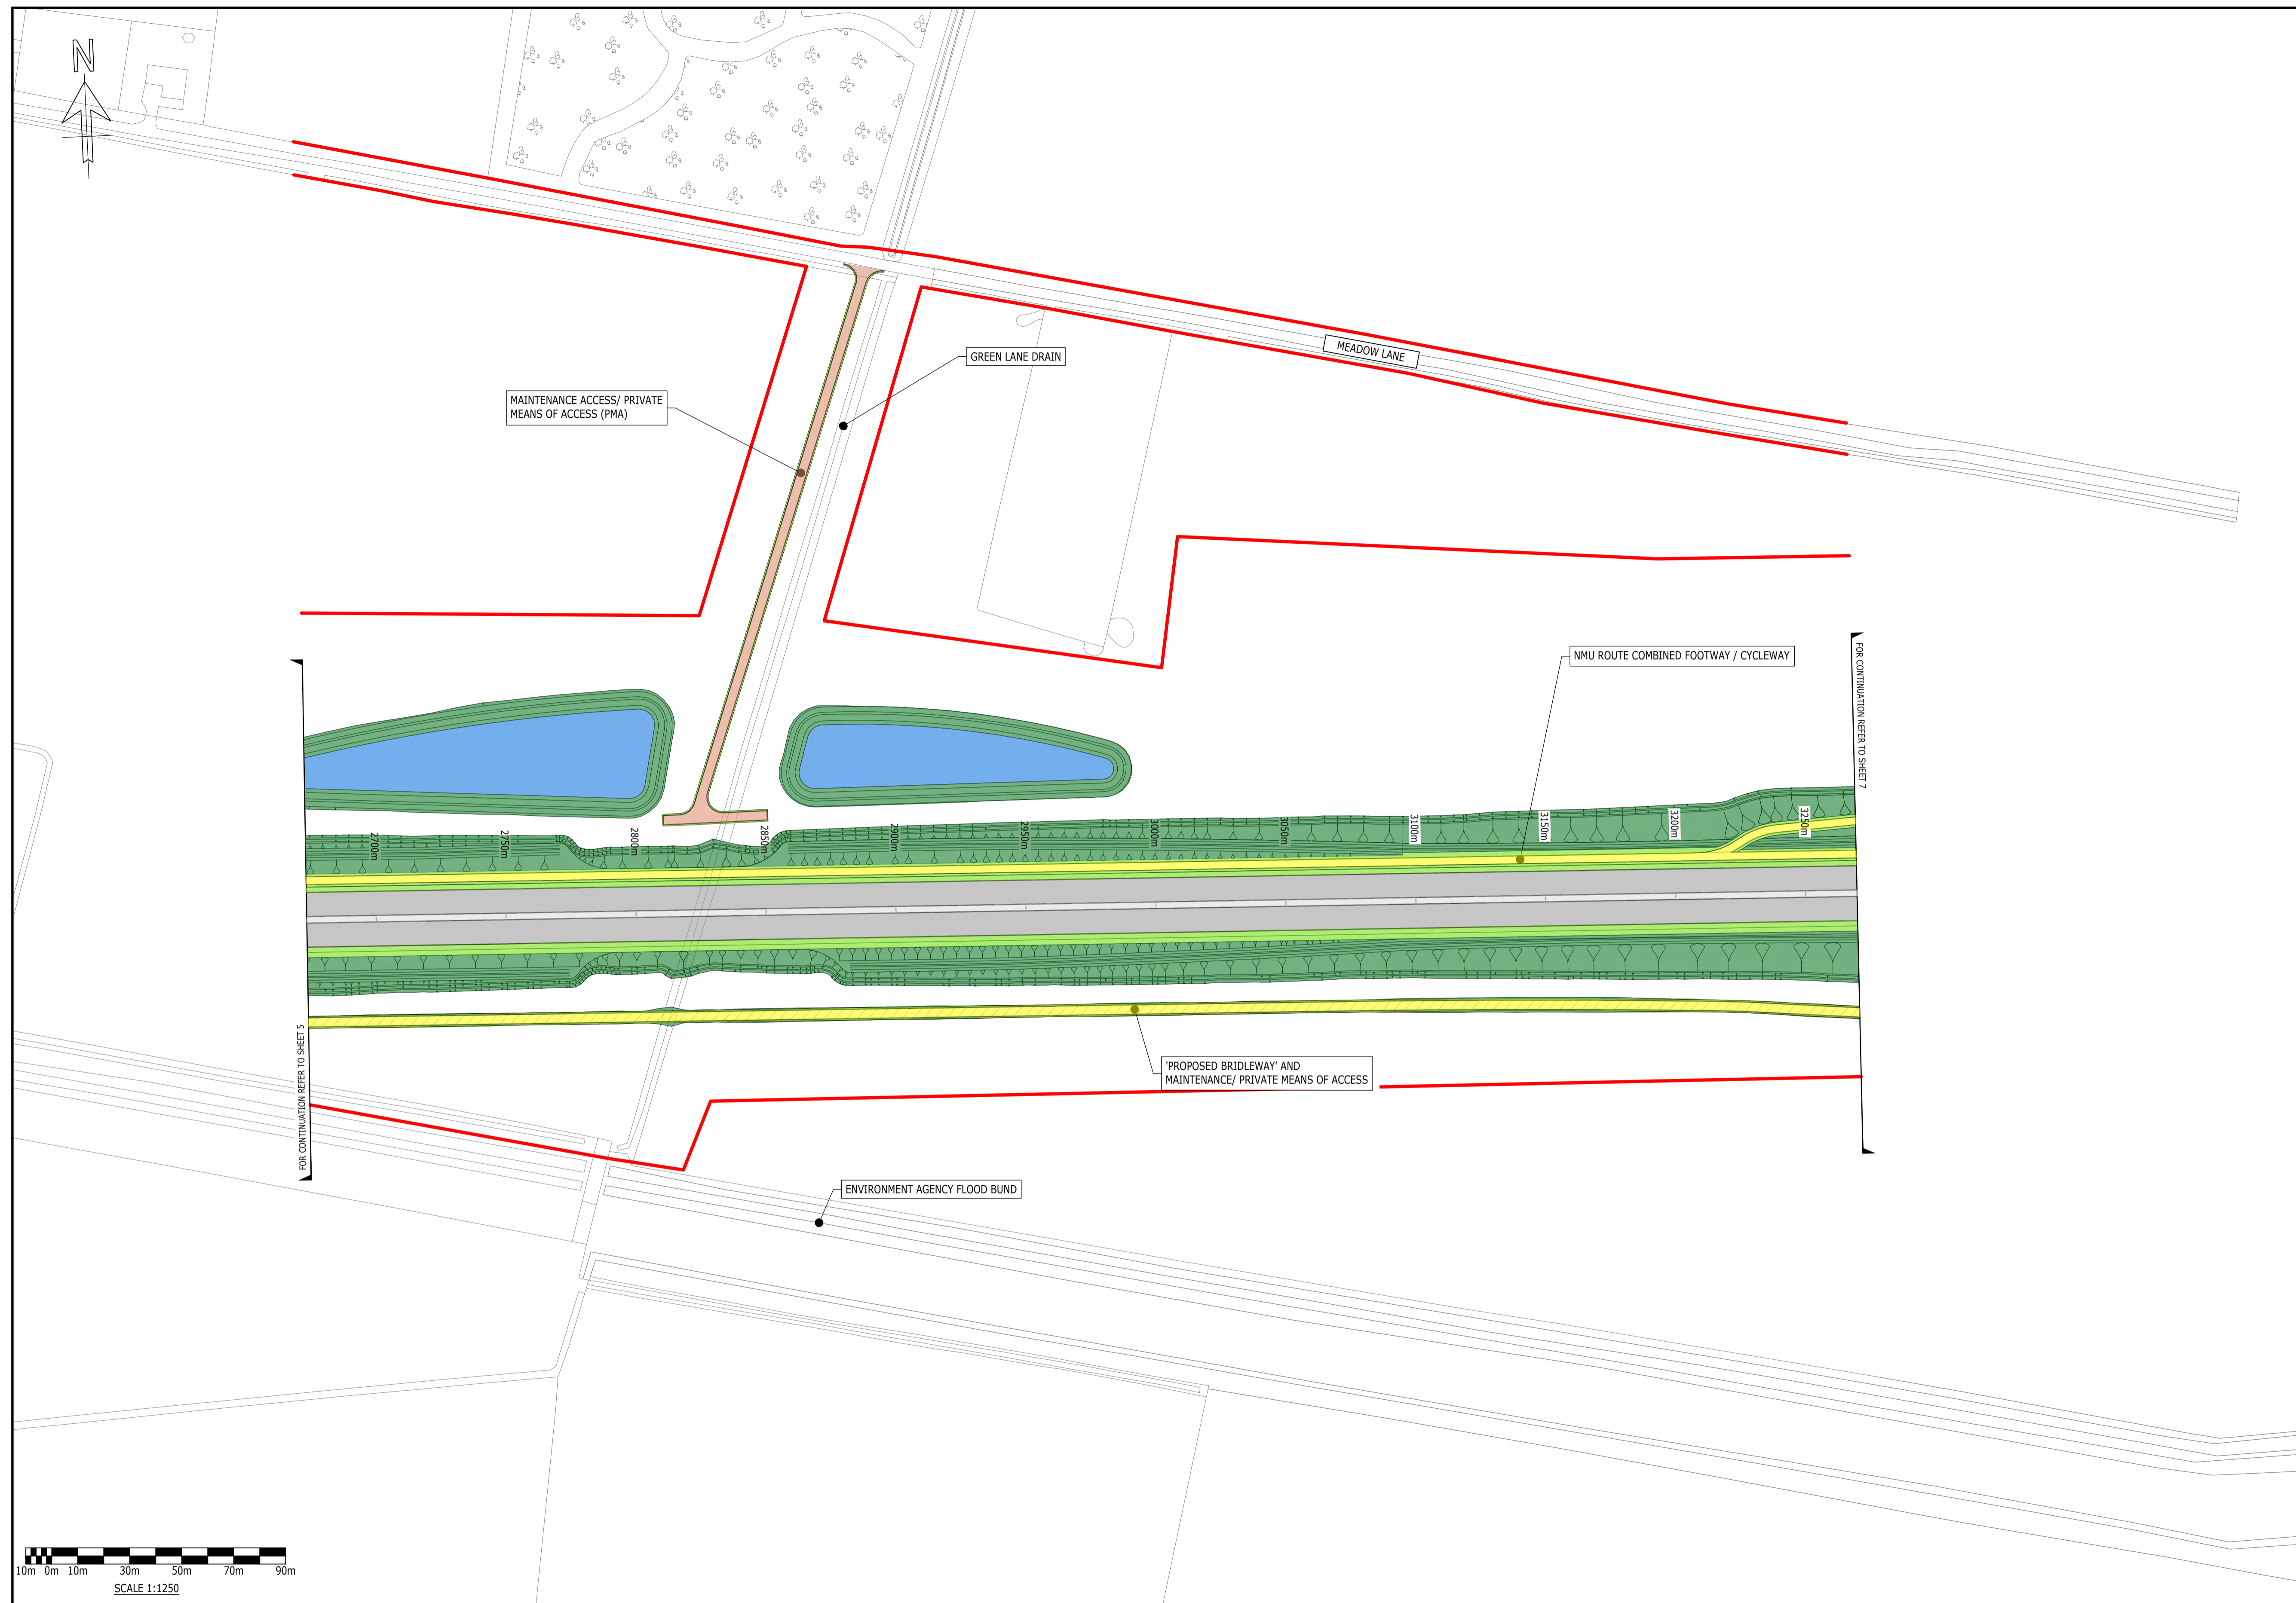 N
MEADOW LANE
GREEN LANE DRAIN
MAINTENANCE ACCESS/ PRIVATE
MEANS OF ACCESS (PMA)
NMU ROUTE COMBINED FOOTWAY / CYCLEWAY
FOR CONTINUATION REFER TO SHEET 7
2700m
2750m
2800m
2850m
2900m
2950m
3000m
3050m
3100m
3150m
3200m
3250m
FOR CONTINUATION REFER TO SHEET 5
'PROPOSED BRIDLEWAY' AND
MAINTENANCE/ PRIVATE MEANS OF ACCESS
ENVIRONMENT AGENCY FLOOD BUND
10m 0m 10m 30m 50m 70m 90m
SCALE 1:1250